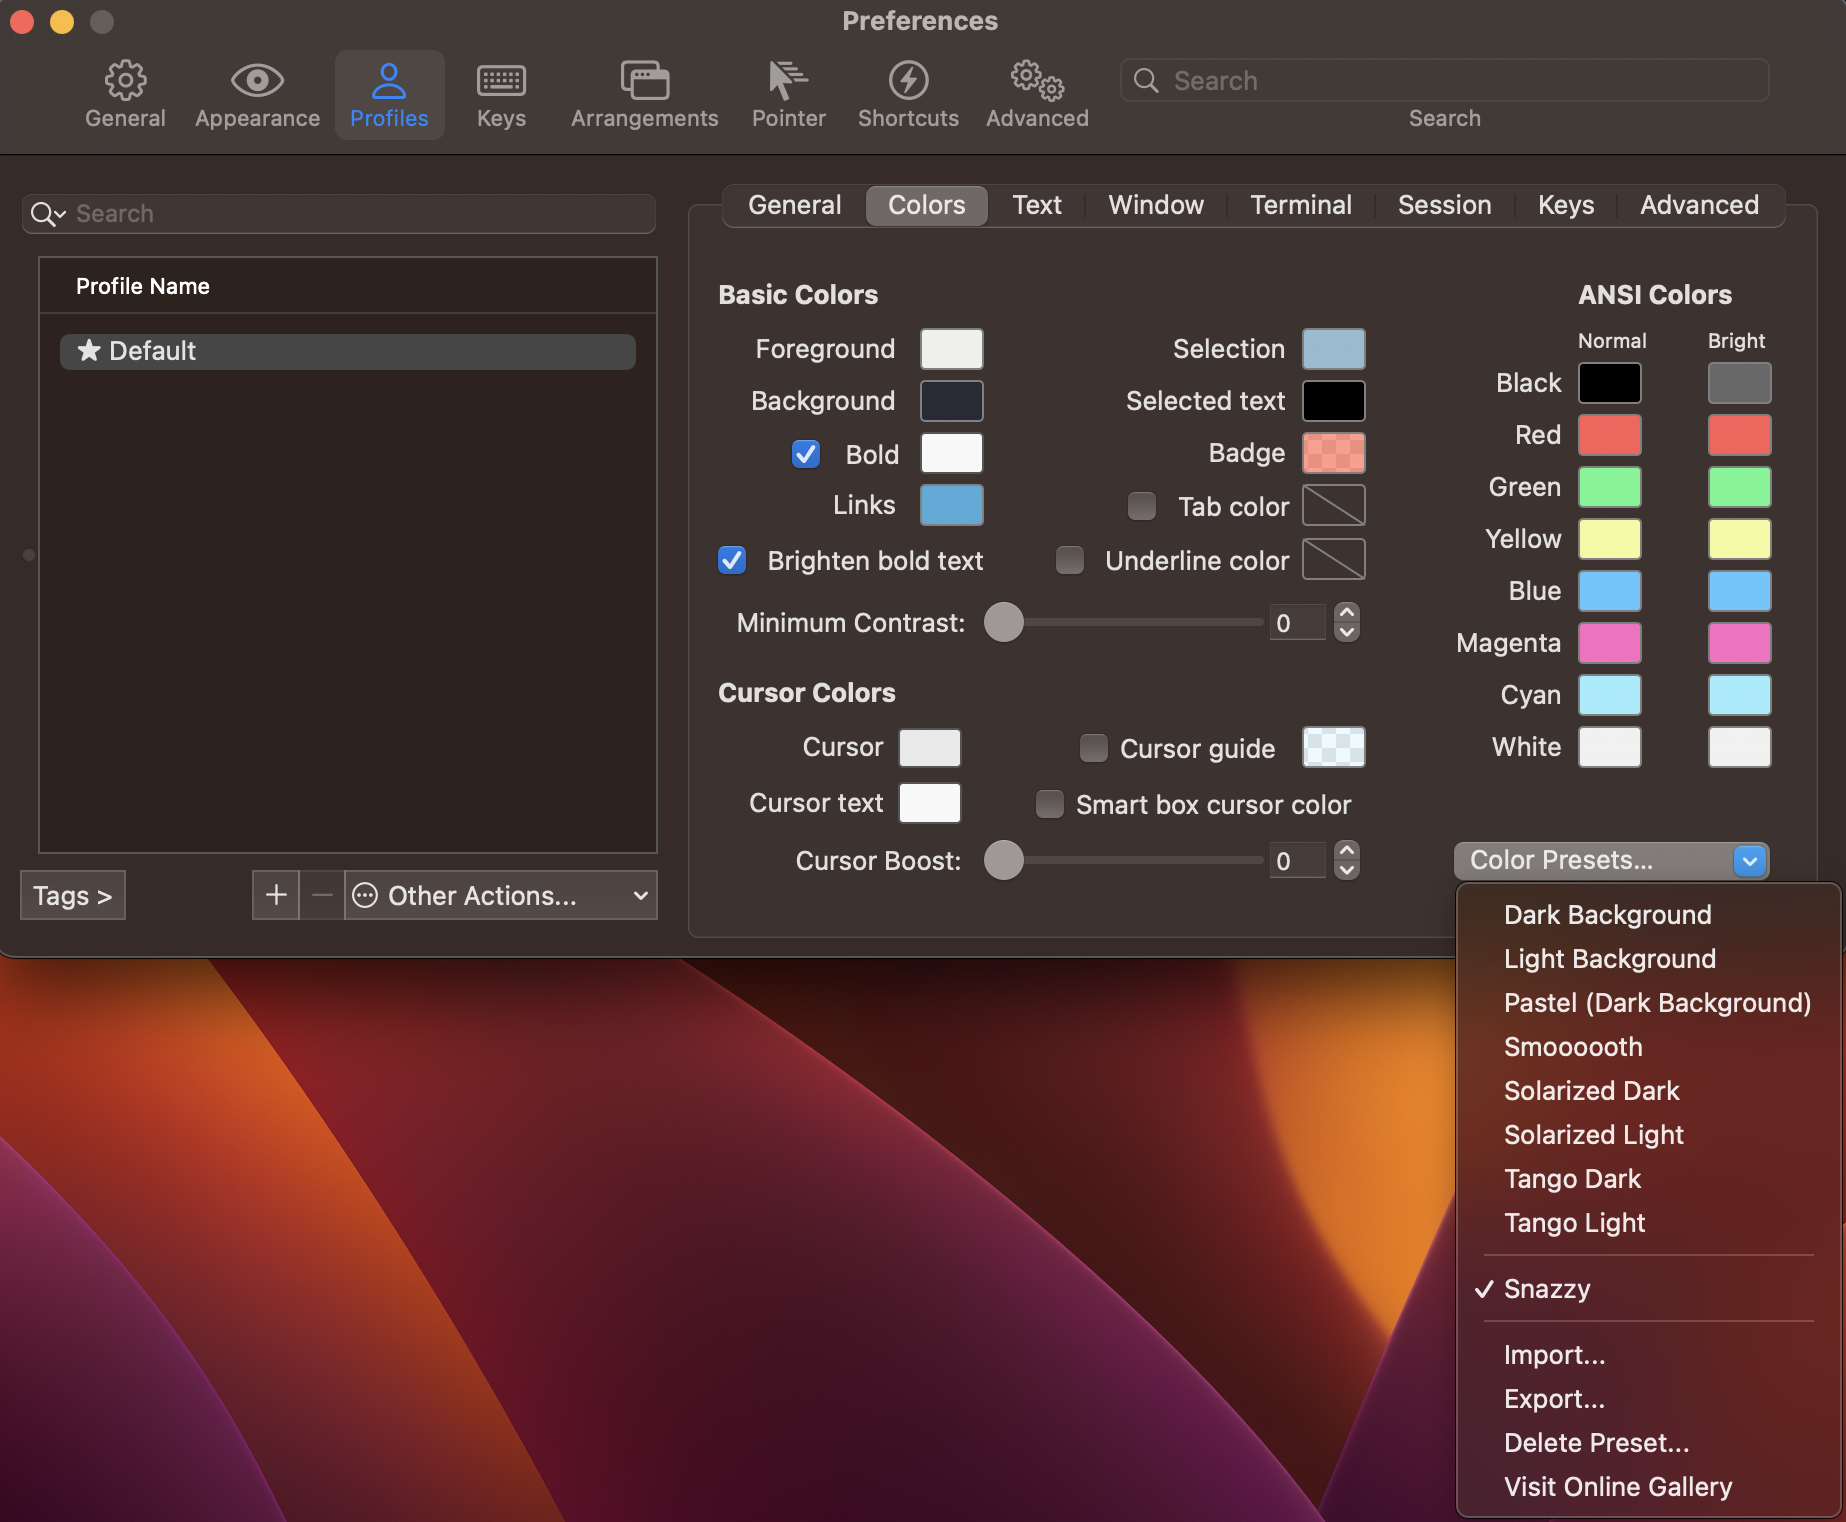 Preferences
General
Appearance
Profiles
Keys
Arrangements
Pointer
Shortcuts
Advanced
Search
Search
Search
Profile Name
Default
Tags >
Other Actions...
General
Colors
Text
Window
Terminal
Session
Keys
Advanced
Basic Colors
Foreground
Background
Bold
Links
Brighten bold text
Selection
Selected text
Badge
Tab color
Underline color
Minimum Contrast:
0
Cursor Colors
Cursor
Cursor guide
Cursor text
Smart box cursor color
Cursor Boost:
0
ANSI Colors
Normal
Bright
Black
Red
Green
Yellow
Blue
Magenta
Cyan
White
Color Presets...
Dark Background
Light Background
Pastel (Dark Background)
Smoooooth
Solarized Dark
Solarized Light
Tango Dark
Tango Light
Snazzy
Import...
Export...
Delete Preset...
Visit Online Gallery